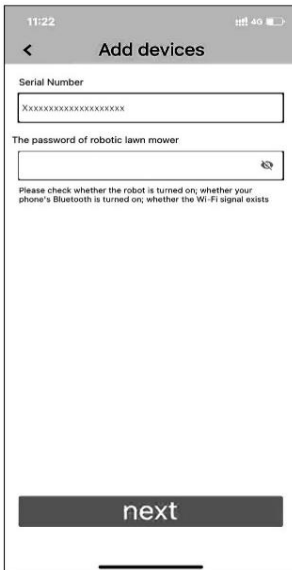 11:22
4G
Add devices
Serial Number
Xxxxxxxxxxxxxxxxxxxx
The password of robotic lawn mower
Please check whether the robot is turned on; whether your
phone's Bluetooth is turned on; whether the Wi-Fi signal exists
next